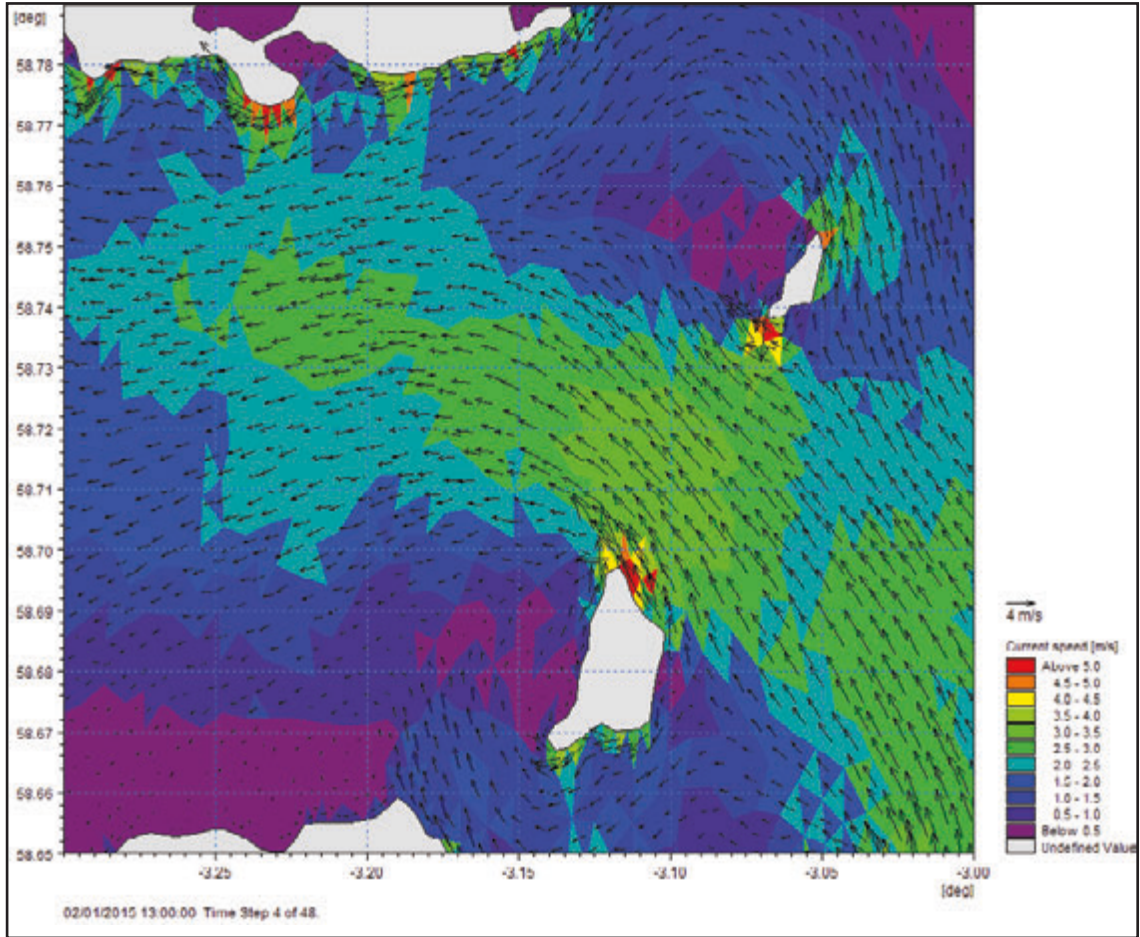 [deg]
58.78
58.77
58.76
58.75
58.74
58.73
58.72
58.71
58.70
58.69
58.68
58.67
58.66
58.65
-3.25
-3.20
-3.15
-3.10
-3.05
-3.00
[deg]
4 m/s
Current speed [m/s]
Above 5.0
4.5 - 5.0
4.0 - 4.5
3.5 - 4.0
3.0 - 3.5
2.5 - 3.0
2.0 - 2.5
1.5 - 2.0
1.0 - 1.5
0.5 - 1.0
Below 0.5
Undefined Value
02/01/2015 13:00:00 Time Step 4 of 48.